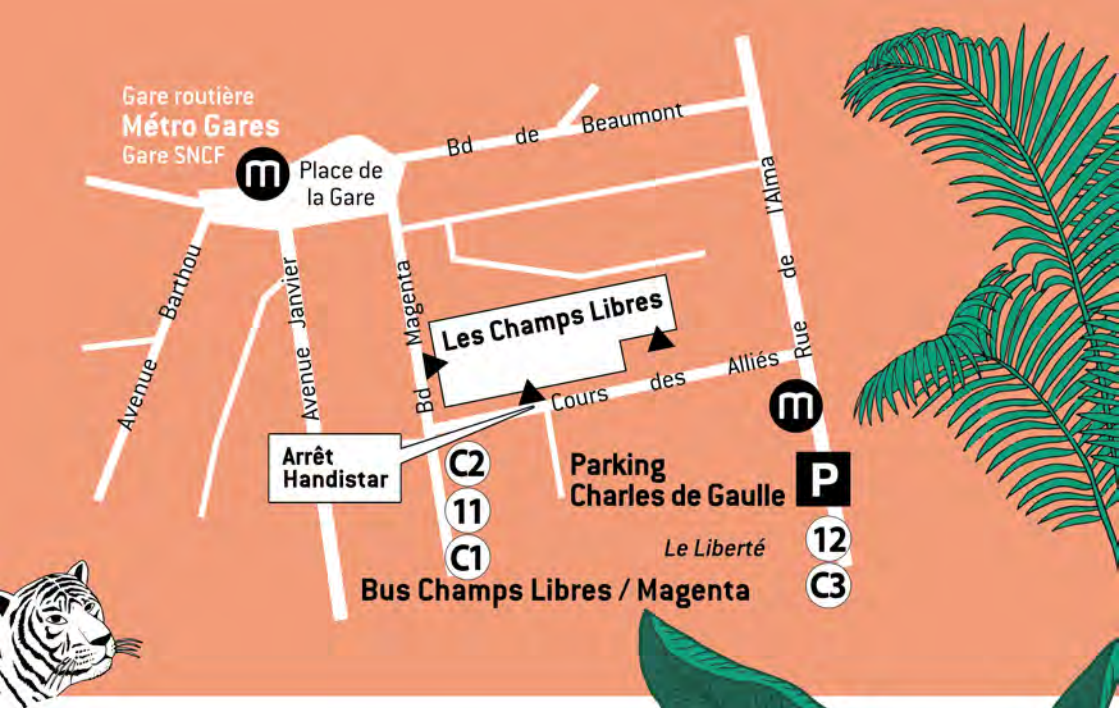 Gare routière
Métro Gares
Gare SNCF
m
Place de
la Gare
Bd de Beaumont
Rue de l'Alma
Avenue Barthou
Avenue Janvier
Bd Magenta
Les Champs Libres
Cours des Alliés
m
Arrêt
Handistar
C2
11
C1
Parking
Charles de Gaulle
P
Le Liberté
12
C3
Bus Champs Libres / Magenta